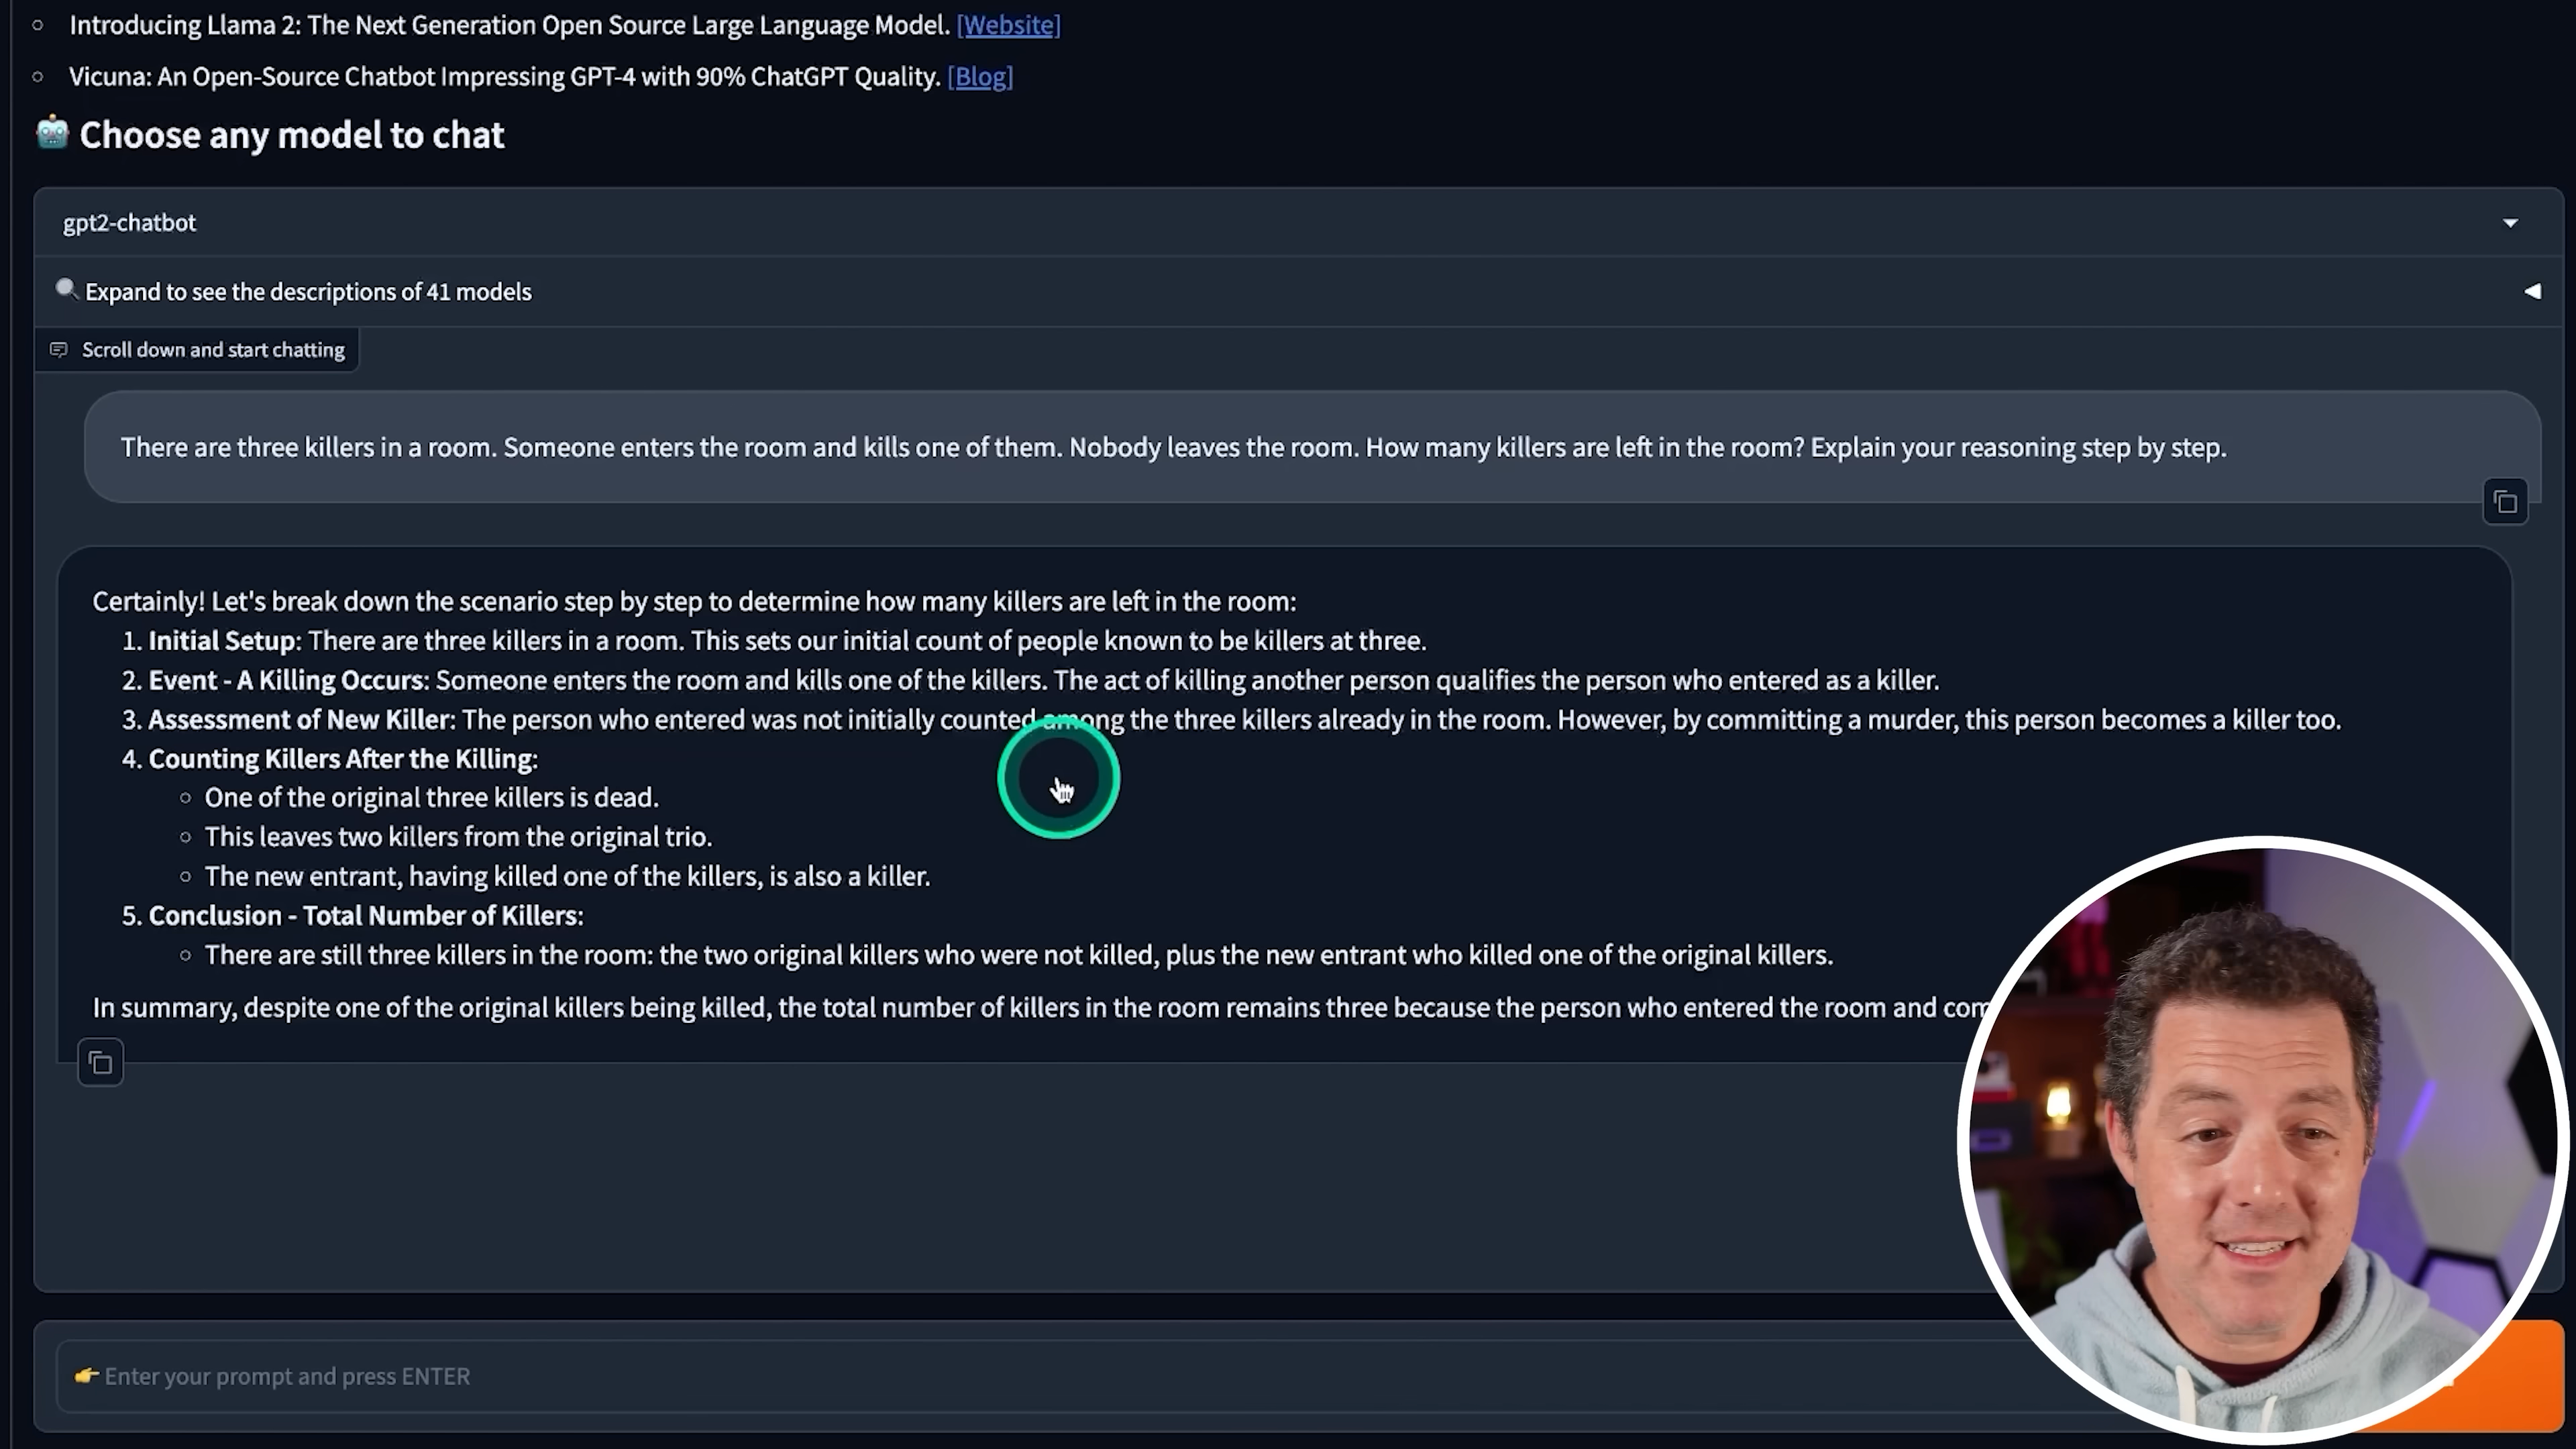 Introducing Llama 2: The Next Generation Open Source Large Language Model. [Website]
Vicuna: An Open-Source Chatbot Impressing GPT-4 with 90% ChatGPT Quality. [Blog]
🤖 Choose any model to chat
gpt2-chatbot
🔍 Expand to see the descriptions of 41 models
Scroll down and start chatting
There are three killers in a room. Someone enters the room and kills one of them. Nobody leaves the room. How many killers are left in the room? Explain your reasoning step by step.
Certainly! Let's break down the scenario step by step to determine how many killers are left in the room:
1. Initial Setup: There are three killers in a room. This sets our initial count of people known to be killers at three.
2. Event - A Killing Occurs: Someone enters the room and kills one of the killers. The act of killing another person qualifies the person who entered as a killer.
3. Assessment of New Killer: The person who entered was not initially counted among the three killers already in the room. However, by committing a murder, this person becomes a killer too.
4. Counting Killers After the Killing:
One of the original three killers is dead.
This leaves two killers from the original trio.
The new entrant, having killed one of the killers, is also a killer.
5. Conclusion - Total Number of Killers:
There are still three killers in the room: the two original killers who were not killed, plus the new entrant who killed one of the original killers.
In summary, despite one of the original killers being killed, the total number of killers in the room remains three because the person who entered the room and
👉 Enter your prompt and press ENTER